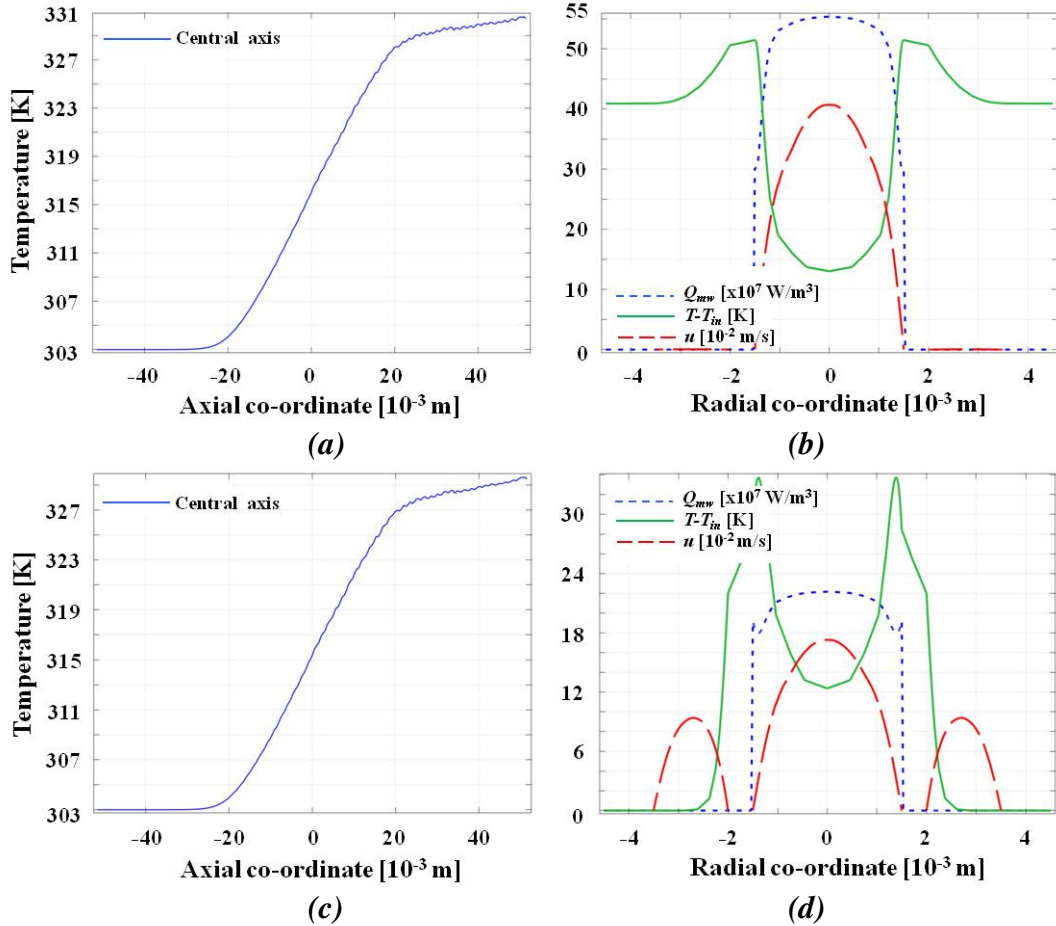 331
327
323
319
315
311
307
303
Temperature [K]
Central axis
-40 -20 0 20 40
Axial co-ordinate [10-3 m]
(a)
55
50
40
30
20
10
0
Qmw [x10⁷ W/m³]
T-Tin [K]
u [10-2 m/s]
-4 -2 0 2 4
Radial co-ordinate [10-3 m]
(b)
327
323
319
315
311
307
303
Temperature [K]
Central axis
-40 -20 0 20 40
Axial co-ordinate [10-3 m]
(c)
30
24
18
12
6
0
Qmw [x10⁷ W/m³]
T-Tin [K]
u [10-2 m/s]
-4 -2 0 2 4
Radial co-ordinate [10-3 m]
(d)